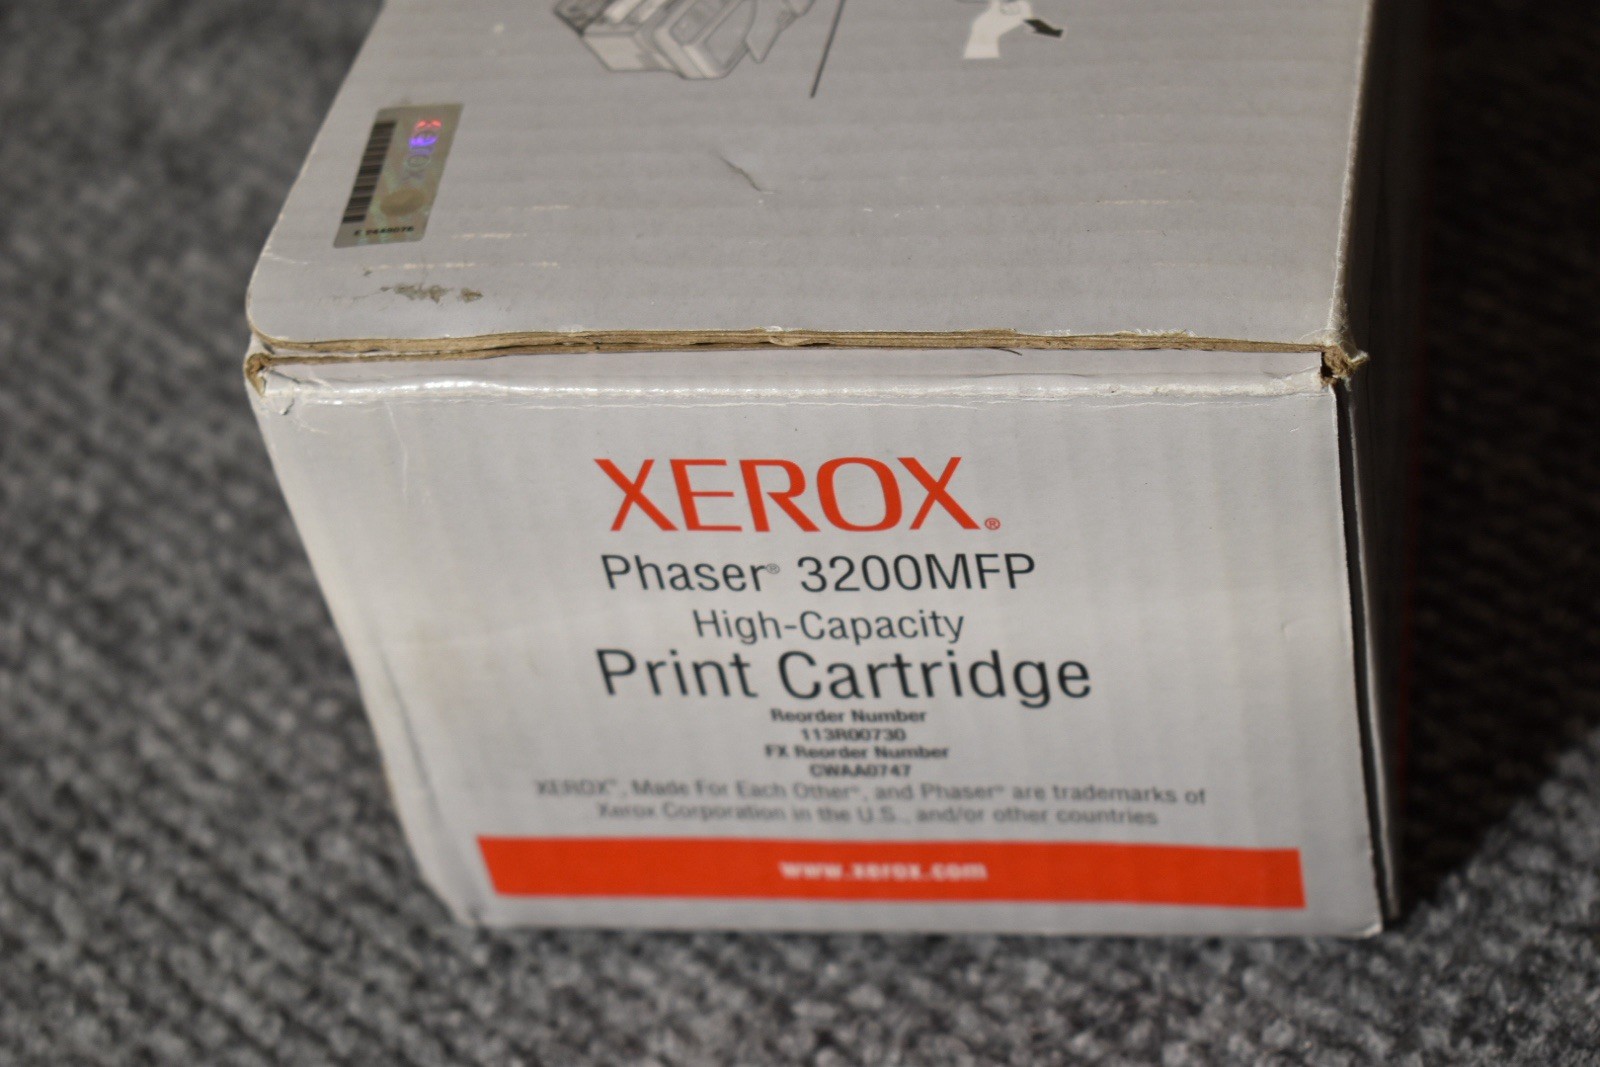 xerox
XEROX®
Phaser® 3200MFP
High-Capacity
Print Cartridge
Reorder Number
113R00730
FX Reorder Number
CWAA0747
XEROX™, Made For Each Other®, and Phaser® are trademarks of
Xerox Corporation in the U.S., and/or other countries
www.xerox.com